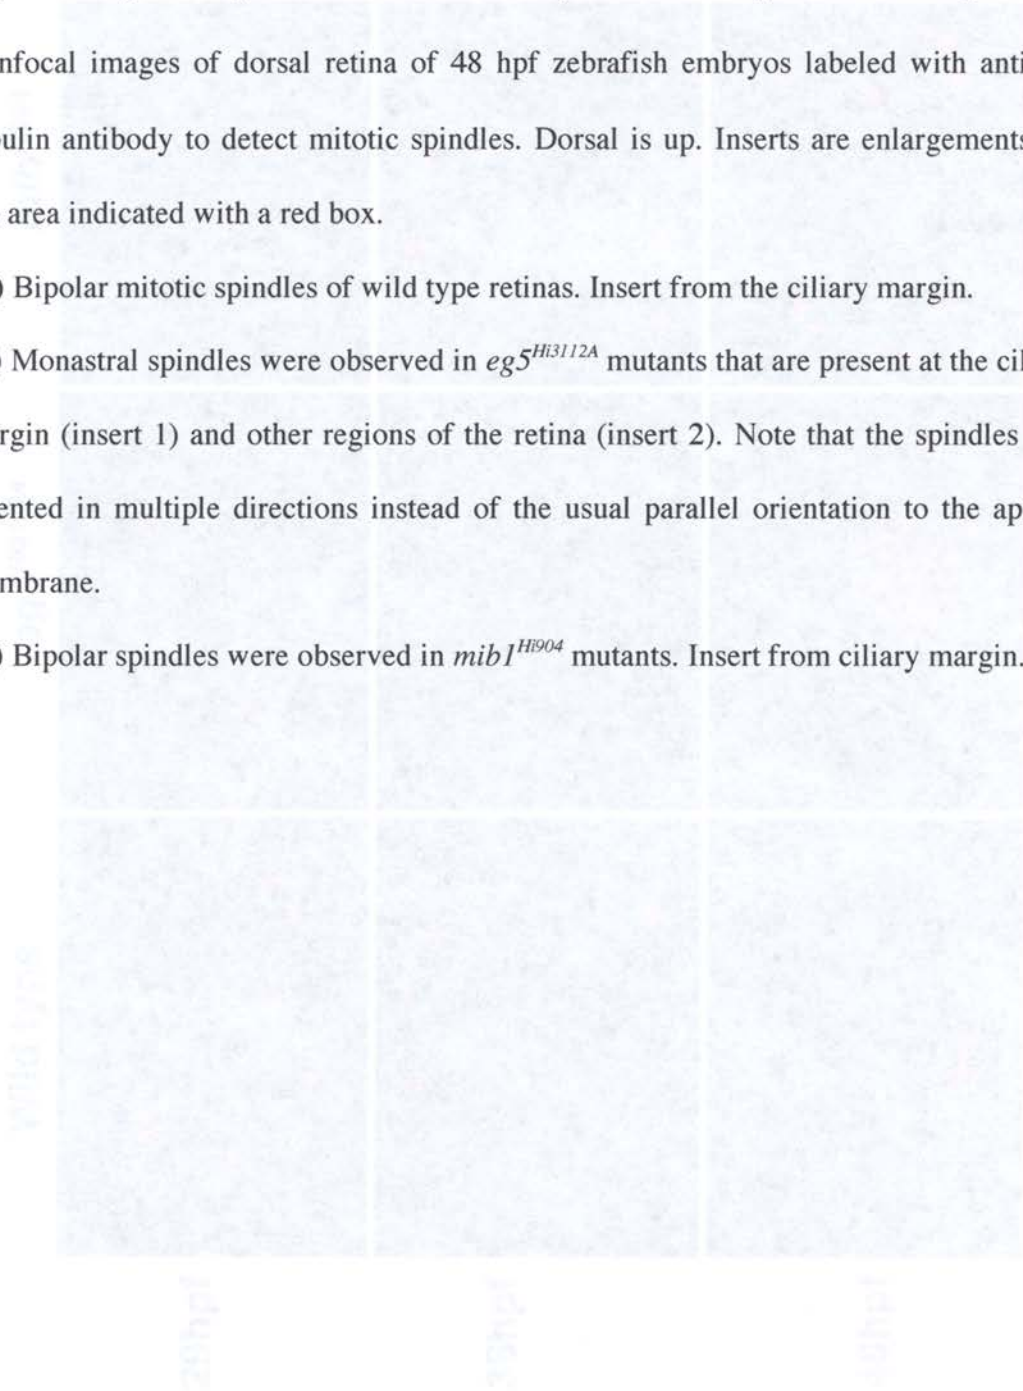 nfocal images of dorsal retina of 48 hpf zebrafish embryos labeled with anti
ulin antibody to detect mitotic spindles. Dorsal is up. Inserts are enlargements
area indicated with a red box.
) Bipolar mitotic spindles of wild type retinas. Insert from the ciliary margin.
) Monastral spindles were observed in eg5^Hi3112A mutants that are present at the cil
rgin (insert 1) and other regions of the retina (insert 2). Note that the spindles
ented in multiple directions instead of the usual parallel orientation to the ap
mbrane.
) Bipolar spindles were observed in mib1^Hi904 mutants. Insert from ciliary margin.